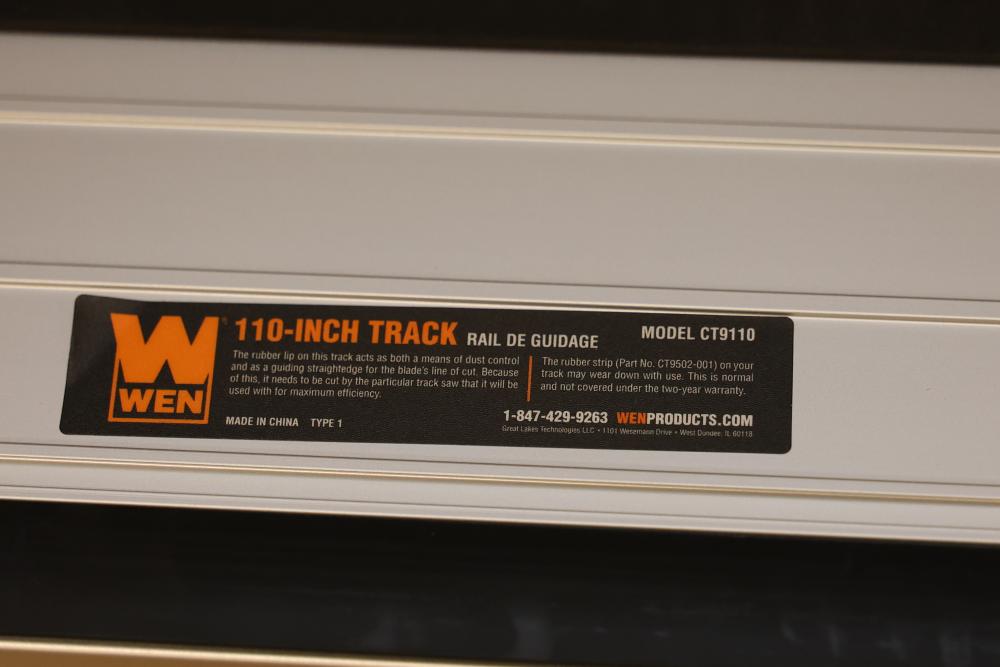 W
WEN
110-INCH TRACK RAIL DE GUIDAGE
MODEL CT9110
The rubber lip on this track acts as both a means of dust control
and as a guiding straightedge for the blade's line of cut. Because
of this, it needs to be cut by the particular track saw that it will be
used with for maximum efficiency.
The rubber strip (Part No. CT9502-001) on your
track may wear down with use. This is normal
and not covered under the two-year warranty.
MADE IN CHINA TYPE 1
1-847-429-9263 WENPRODUCTS.COM
Great Lakes Technologies LLC • 1101 Wesemann Drive • West Dundee, IL 60118